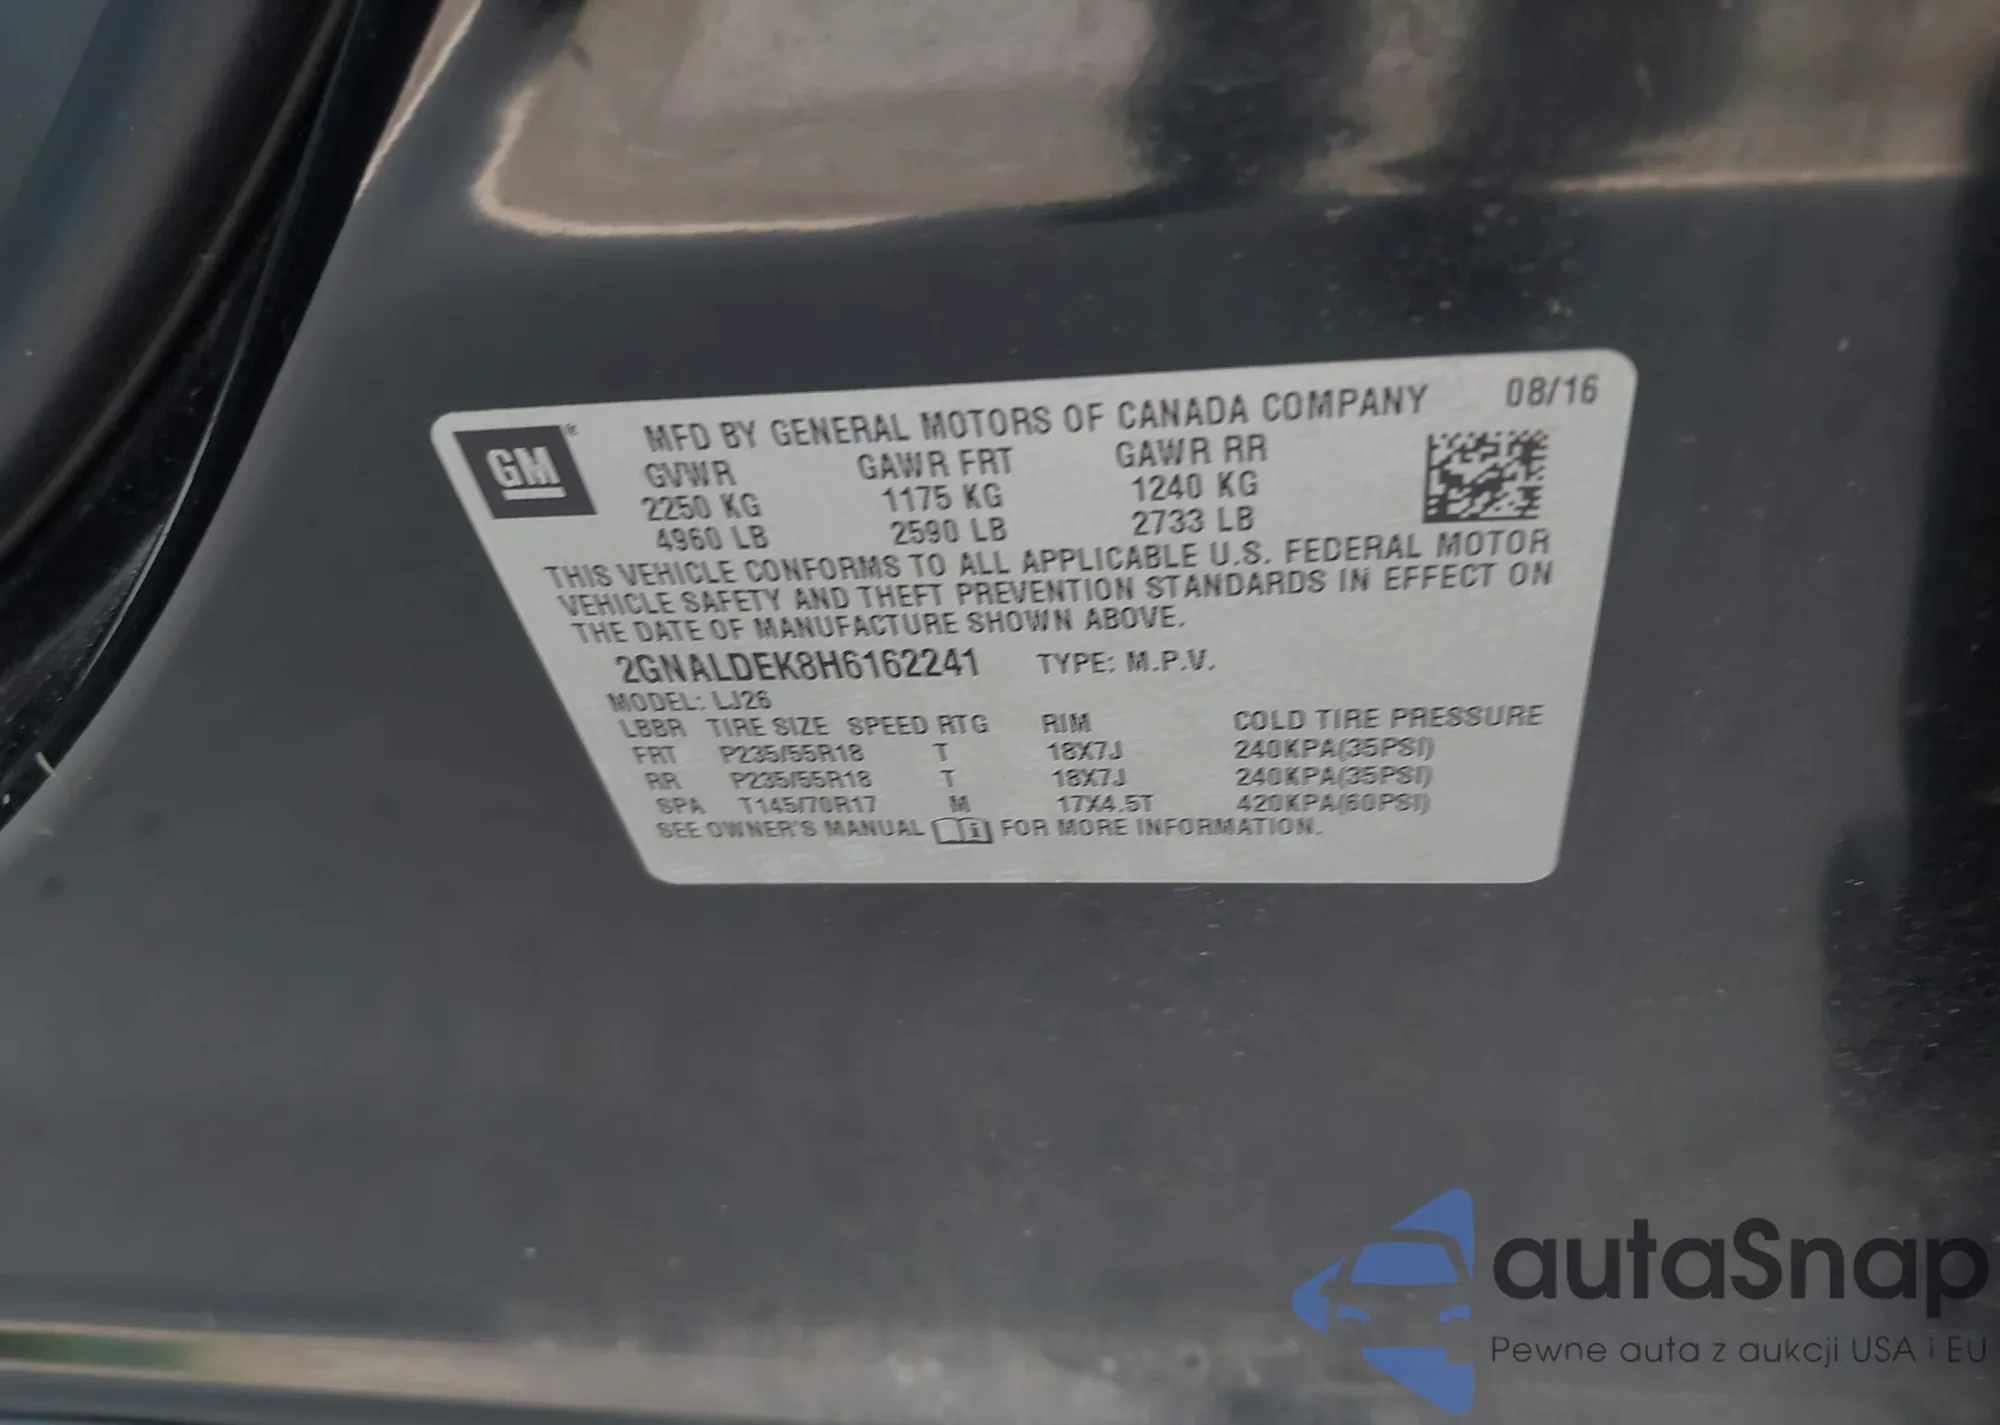 GM®
MFD BY GENERAL MOTORS OF CANADA COMPANY 08/16
GVWR GAWR FRT GAWR RR
2250 KG 1175 KG 1240 KG
4960 LB 2590 LB 2733 LB
THIS VEHICLE CONFORMS TO ALL APPLICABLE U.S. FEDERAL MOTOR
VEHICLE SAFETY AND THEFT PREVENTION STANDARDS IN EFFECT ON
THE DATE OF MANUFACTURE SHOWN ABOVE.
2GNALDEK8H6162241 TYPE: M.P.V.
MODEL: LJ26
LBBR TIRE SIZE SPEED RTG RIM COLD TIRE PRESSURE
FRT P235/55R18 T 18X7J 240KPA(35PSI)
RR P235/55R18 T 18X7J 240KPA(35PSI)
SPA T145/70R17 M 17X4.5T 420KPA(60PSI)
SEE OWNER'S MANUAL FOR MORE INFORMATION.
autaSnap
Pewne auta z aukcji USA i EU